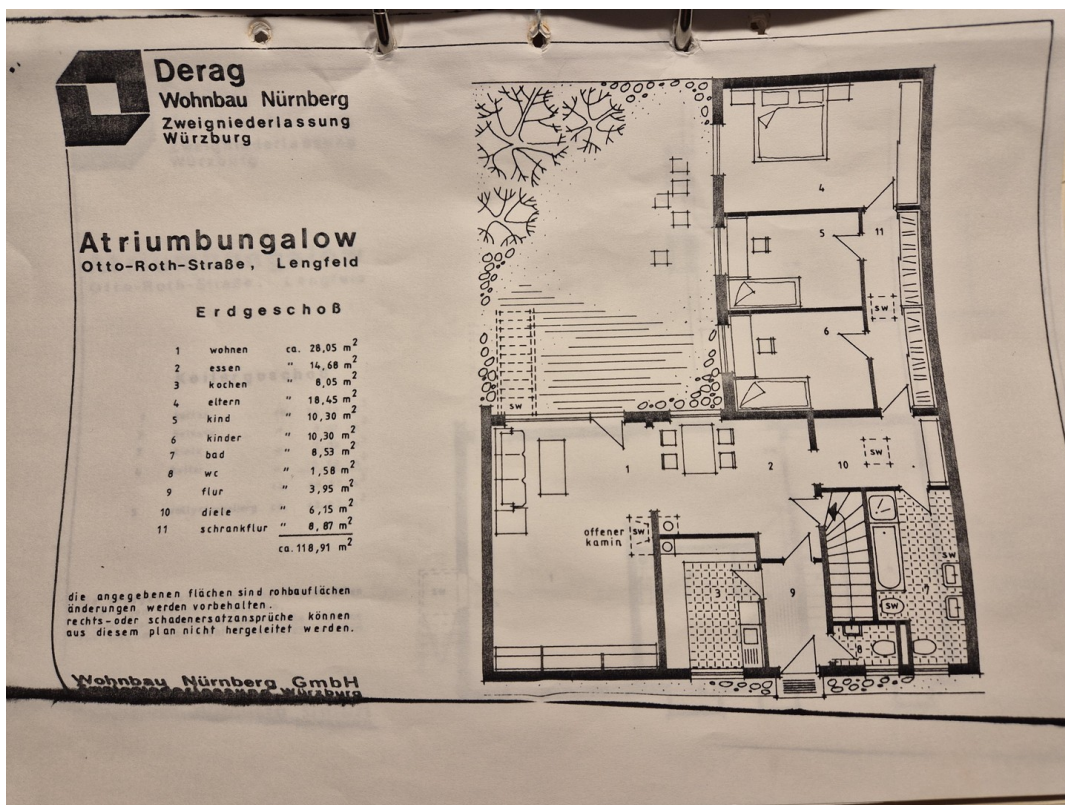 Derag
Wohnbau Nürnberg
Zweigniederlassung
Würzburg
Atriumbungalow
Otto-Roth-Straße, Lengfeld
Erdgeschoß
1 wohnen ca. 28,05 m²
2 essen " 14,68 m²
3 kochen " 8,05 m²
4 eltern " 18,45 m²
5 kind " 10,30 m²
6 kinder " 10,30 m²
7 bad " 8,53 m²
8 wc " 1,58 m²
9 flur " 3,95 m²
10 diele " 6,15 m²
11 schrankflur " 8,87 m²
ca. 118,91 m²
die angegebenen flächen sind rohbauflächen
änderungen werden vorbehalten.
rechts-oder schadenersatzansprüche können
aus diesem plan nicht hergeleitet werden.
Wohnbau Nürnberg GmbH
Zweigniederlassung Würzburg
4
5
11
SW
6
SW
1
2
10
SW
offener
kamin
SW
3
9
SW
7
SW
8